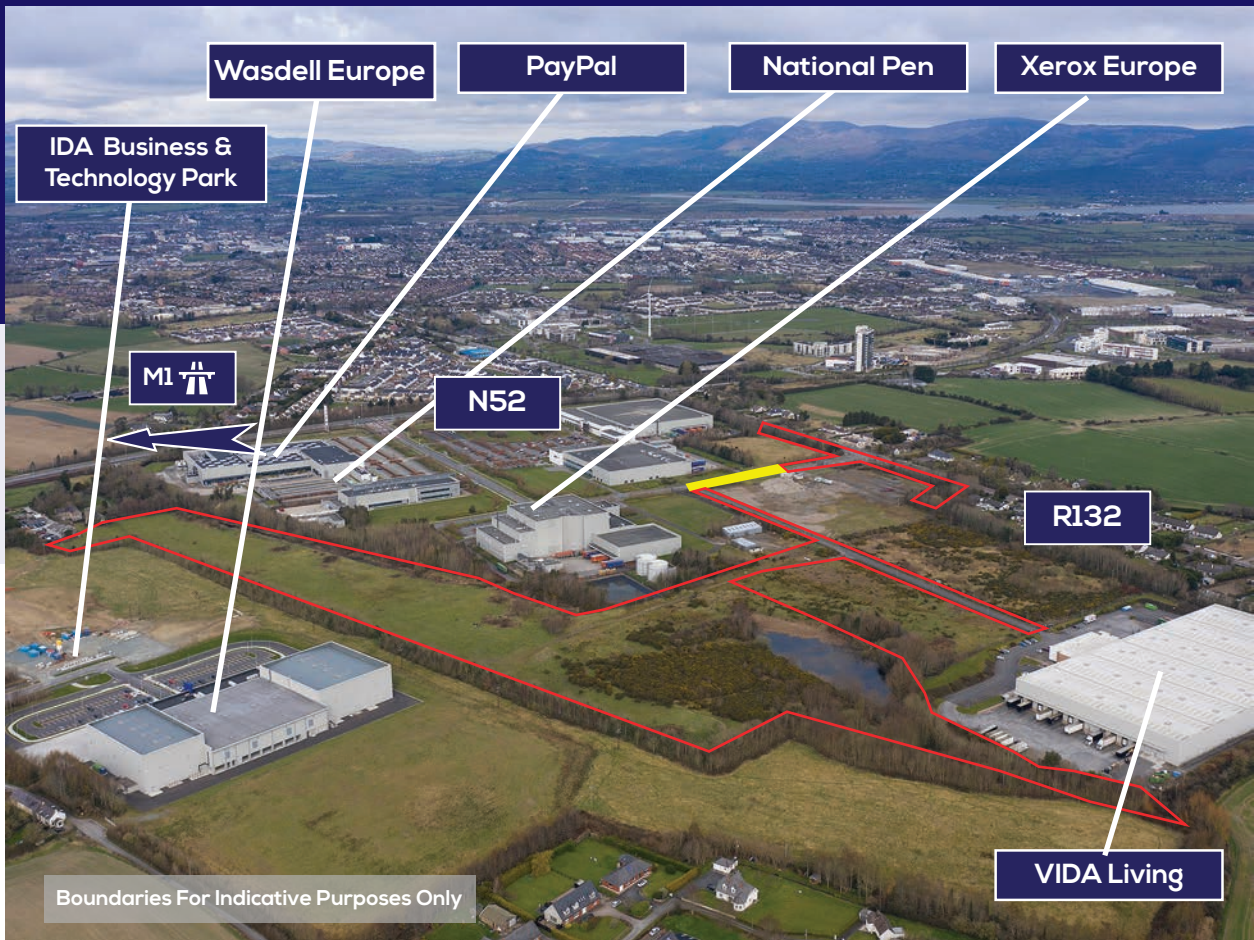 Wasdell Europe
PayPal
National Pen
Xerox Europe
IDA Business &
Technology Park
M1
N52
R132
VIDA Living
Boundaries For Indicative Purposes Only